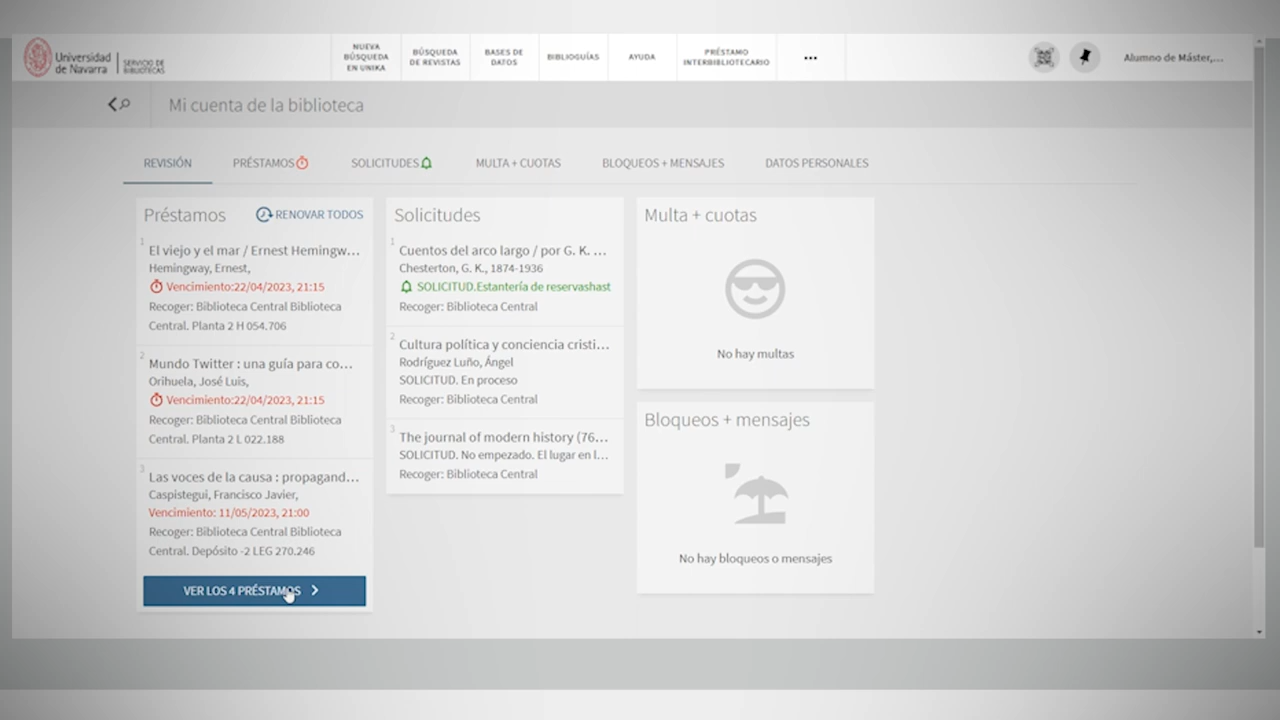 Universidad
de Navarra
SERVICIO DE
BIBLIOTECAS
NUEVA
BÚSQUEDA
EN UNIKA
BÚSQUEDA
DE REVISTAS
BASES DE
DATOS
BIBLIOGUÍAS
AYUDA
PRÉSTAMO
INTERBIBLIOTECARIO
...
Alumno de Máster,...
Mi cuenta de la biblioteca
REVISIÓN
PRÉSTAMOS
SOLICITUDES
MULTA + CUOTAS
BLOQUEOS + MENSAJES
DATOS PERSONALES
Préstamos
RENOVAR TODOS
1
El viejo y el mar / Ernest Hemingw...
Hemingway, Ernest,
Vencimiento:22/04/2023, 21:15
Recoger: Biblioteca Central Biblioteca
Central. Planta 2 H 054.706
2
Mundo Twitter : una guía para co...
Orihuela, José Luis,
Vencimiento:22/04/2023, 21:15
Recoger: Biblioteca Central Biblioteca
Central. Planta 2 L 022.188
3
Las voces de la causa : propagand...
Caspistegui, Francisco Javier,
Vencimiento: 11/05/2023, 21:00
Recoger: Biblioteca Central Biblioteca
Central. Depósito -2 LEG 270.246
VER LOS 4 PRÉSTAMOS
Solicitudes
1
Cuentos del arco largo / por G. K. ...
Chesterton, G. K., 1874-1936
SOLICITUD.Estantería de reservashast
Recoger: Biblioteca Central
2
Cultura política y conciencia cristi...
Rodríguez Luño, Ángel
SOLICITUD. En proceso
Recoger: Biblioteca Central
3
The journal of modern history (76...
SOLICITUD. No empezado. El lugar en l...
Recoger: Biblioteca Central
Multa + cuotas
No hay multas
Bloqueos + mensajes
No hay bloqueos o mensajes